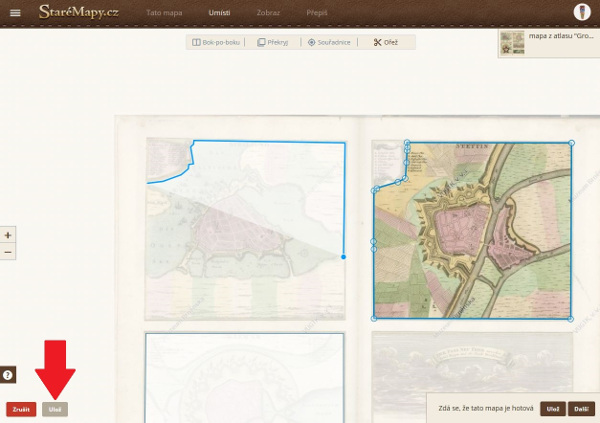 StaréMapy.cz
Tato mapa
Umísti
Zobraz
Přepiš
Bok-po-boku
Překryj
Souřadnice
Ořež
mapa z atlasu "Gro...
+
−
STETTIN
?
Zrušit
Ulož
Zdá se, že tato mapa je hotová
Ulož
Další